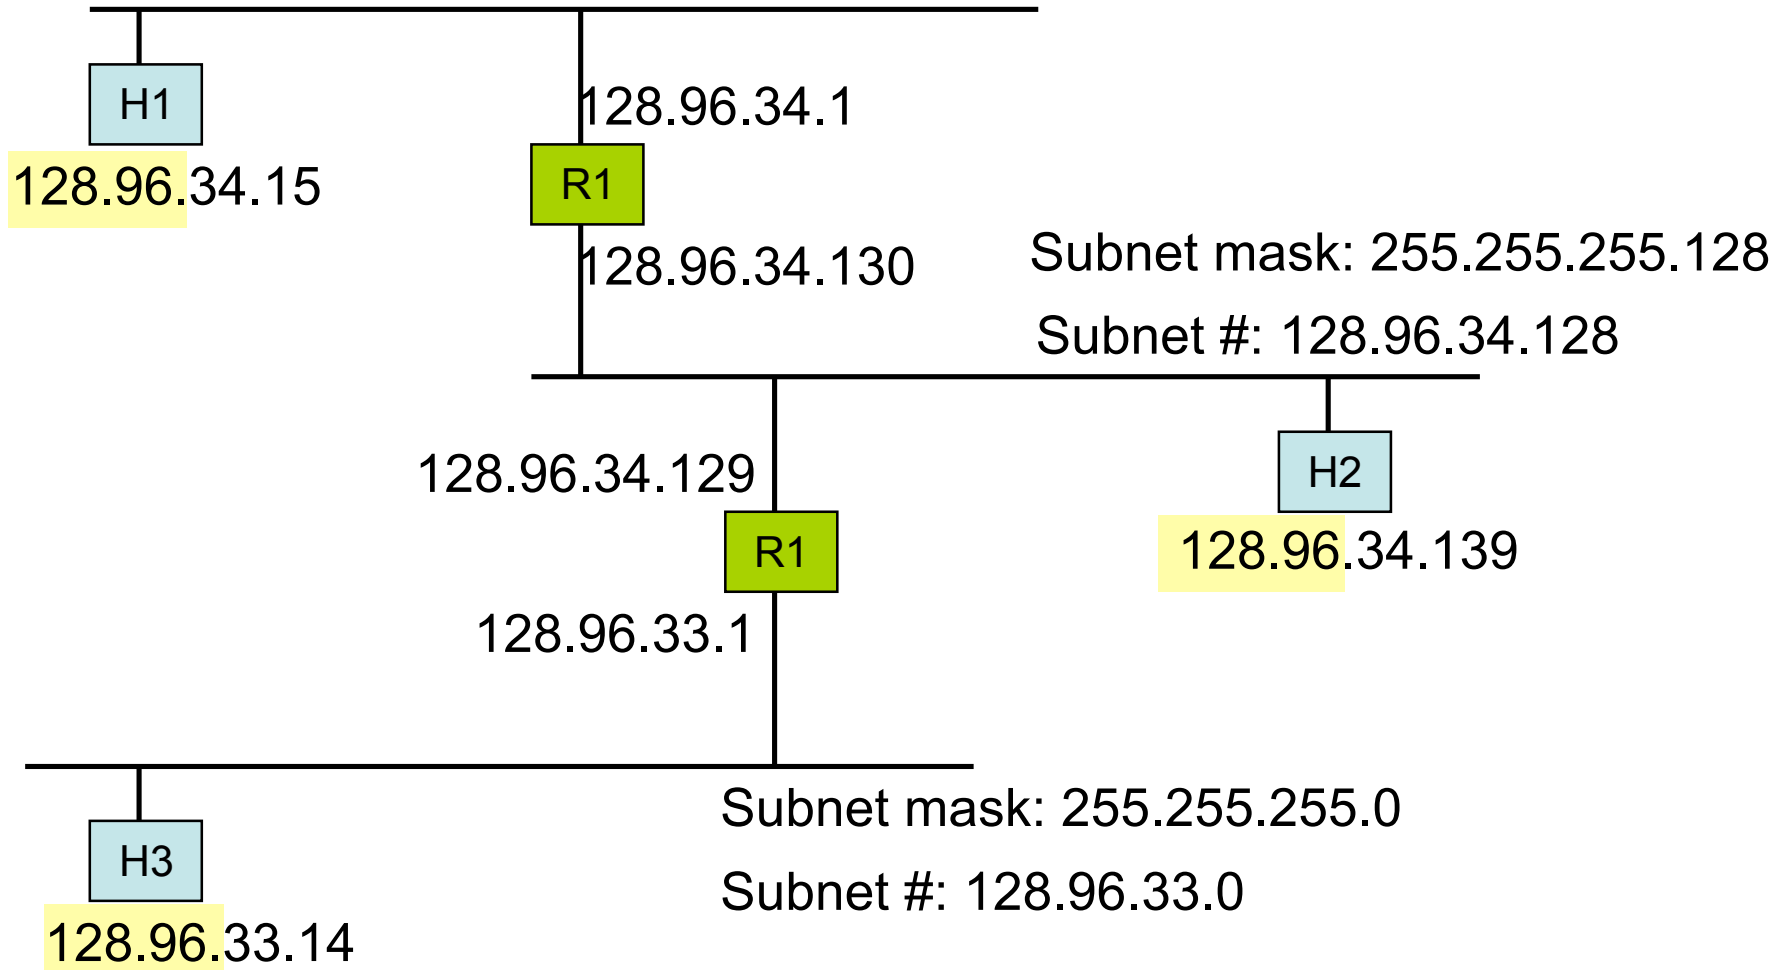 H1
128.96.34.1
128.96.34.15
R1
128.96.34.130
Subnet mask: 255.255.255.128
Subnet #: 128.96.34.128
128.96.34.129
H2
R1
128.96.34.139
128.96.33.1
Subnet mask: 255.255.255.0
H3
Subnet #: 128.96.33.0
128.96.33.14